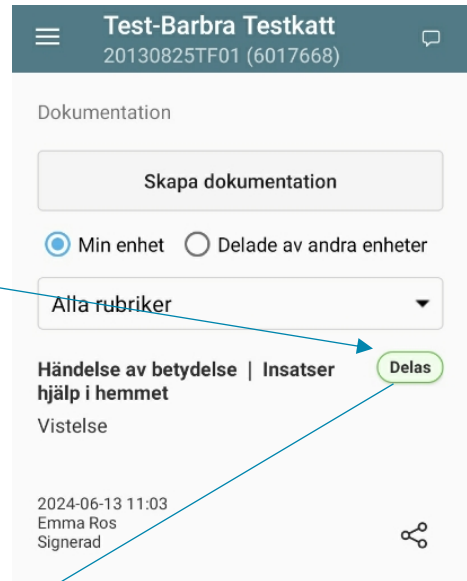 Test-Barbra Testkatt
20130825TF01 (6017668)
Dokumentation
Skapa dokumentation
Min enhet Delade av andra enheter
Alla rubriker
Händelse av betydelse | Insatser Delas
hjälp i hemmet
Vistelse
2024-06-13 11:03
Emma Ros
Signerad